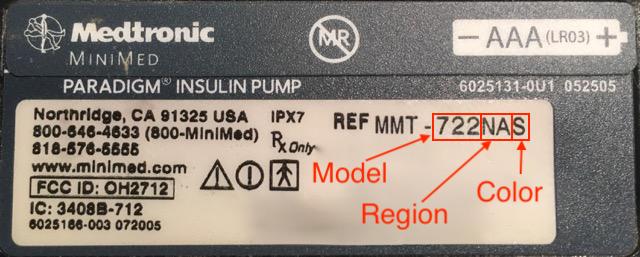 Medtronic
MINIMED
MR
− AAA (LR03) +
PARADIGM® INSULIN PUMP
6025131-0U1 052505
Northridge, CA 91325 USA
800-646-4633 (800-MiniMed)
818-576-5555
www.minimed.com
FCC ID: OH2712
IC: 3408B-712
6025166-003 072005
IPX7
Rx Only
REF MMT-722NAS
Model
Region
Color